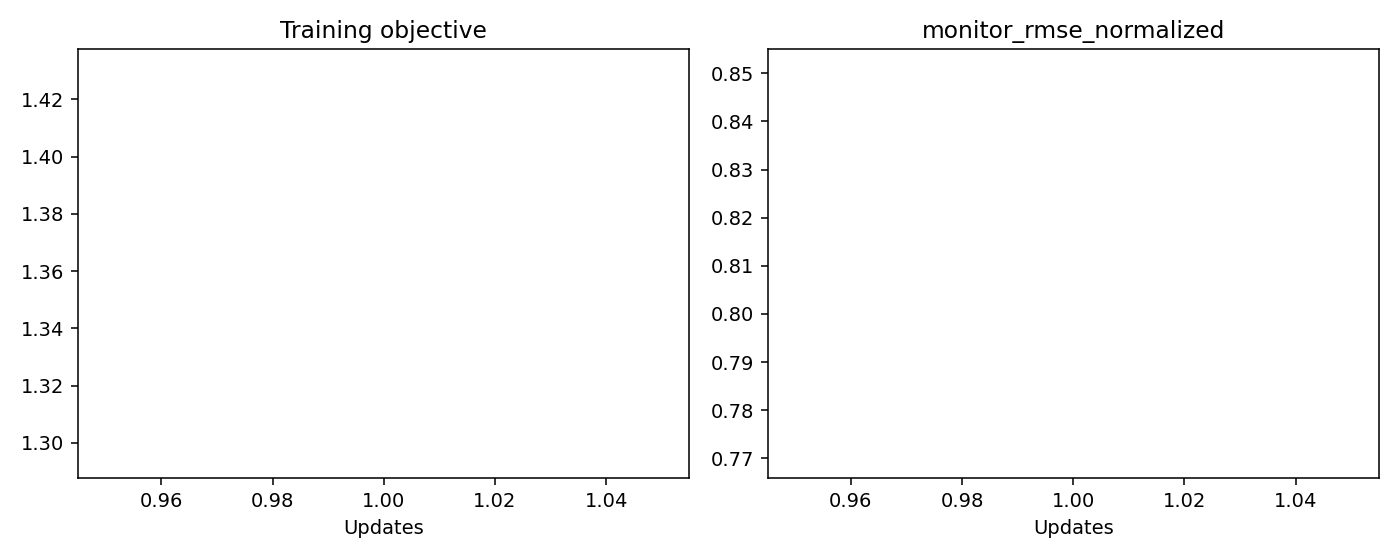 Training objective
1.42
1.40
1.38
1.36
1.34
1.32
1.30
0.96 0.98 1.00 1.02 1.04
Updates
monitor_rmse_normalized
0.85
0.84
0.83
0.82
0.81
0.80
0.79
0.78
0.77
0.96 0.98 1.00 1.02 1.04
Updates